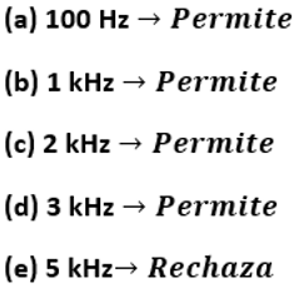 (a) 100 Hz → Permite
(b) 1 kHz → Permite
(c) 2 kHz → Permite
(d) 3 kHz → Permite
(e) 5 kHz→ Rechaza